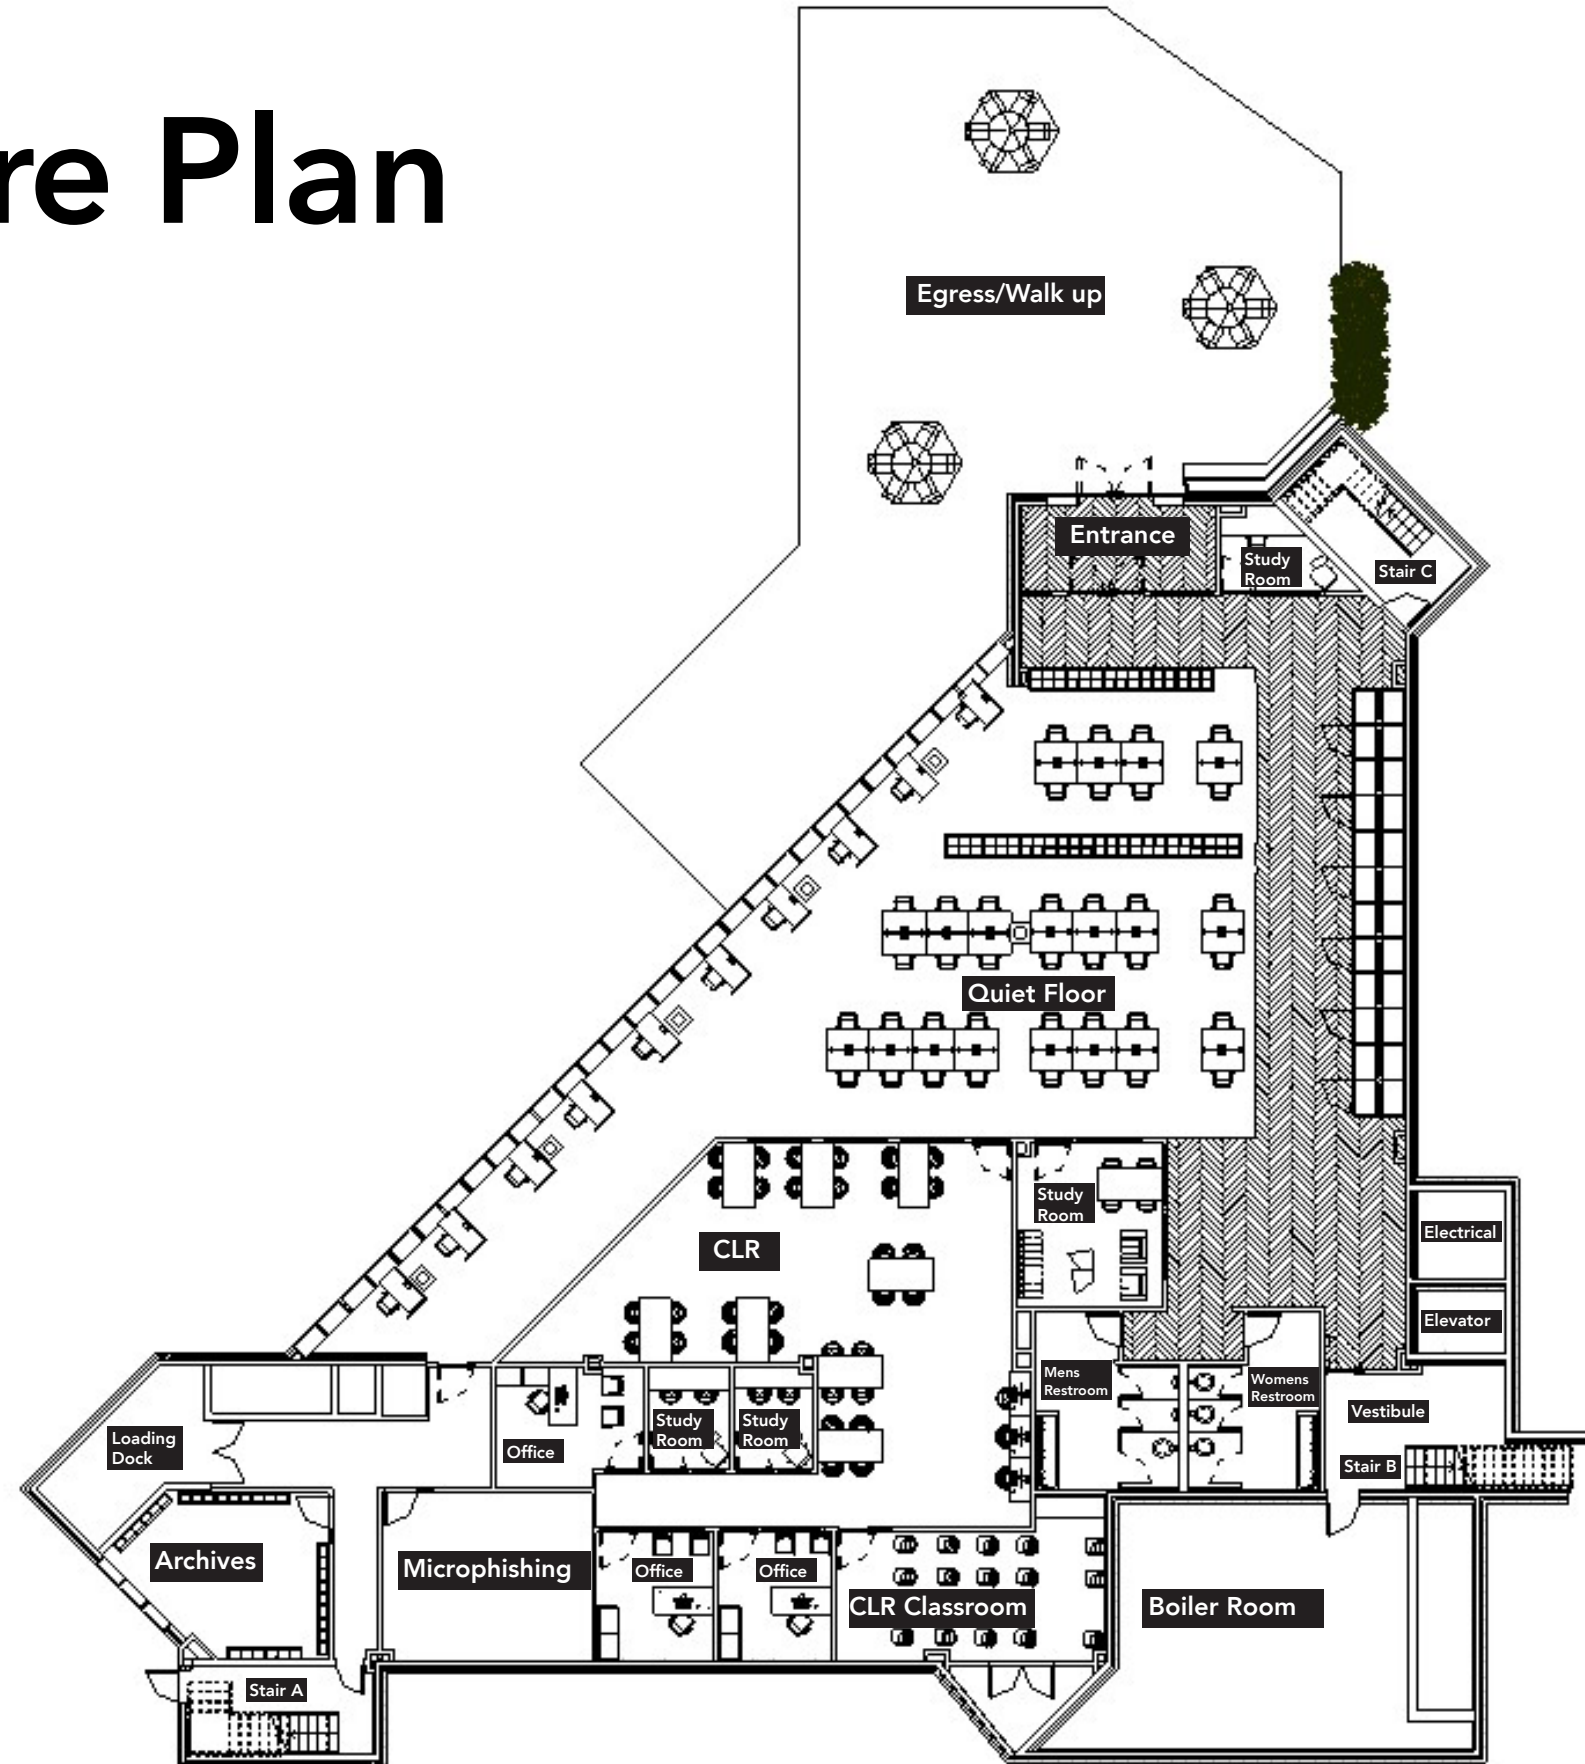 re Plan
Egress/Walk up
Entrance
Study
Room
Stair C
Quiet Floor
Study
Room
Electrical
CLR
Elevator
Mens
Restroom
Womens
Restroom
Vestibule
Loading
Dock
Office
Study
Room
Study
Room
Stair B
Archives
Microphishing
Office
Office
CLR Classroom
Boiler Room
Stair A